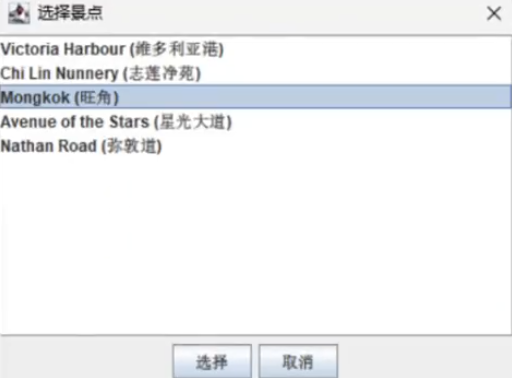 选择景点
Victoria Harbour (维多利亚港)
Chi Lin Nunnery (志莲净苑)
Mongkok (旺角)
Avenue of the Stars (星光大道)
Nathan Road (弥敦道)
选择 取消